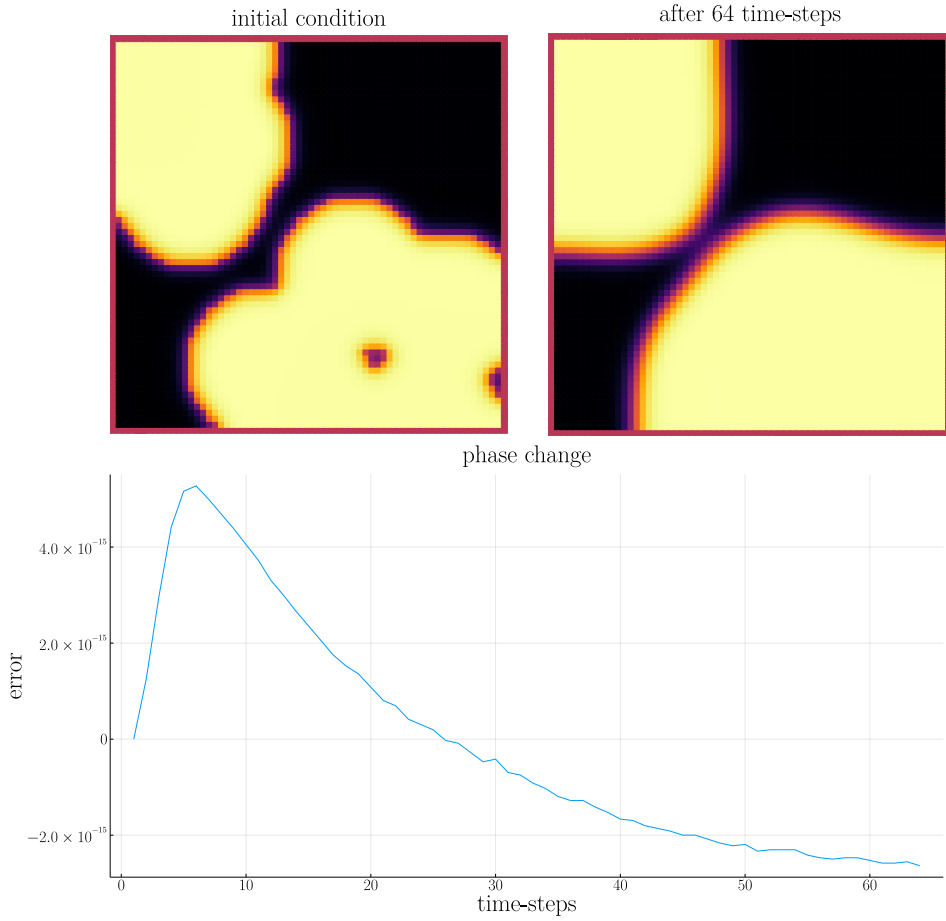 initial condition
after 64 time-steps
phase change
4.0 × 10⁻¹⁵
2.0 × 10⁻¹⁵
0
−2.0 × 10⁻¹⁵
error
0 10 20 30 40 50 60
time-steps